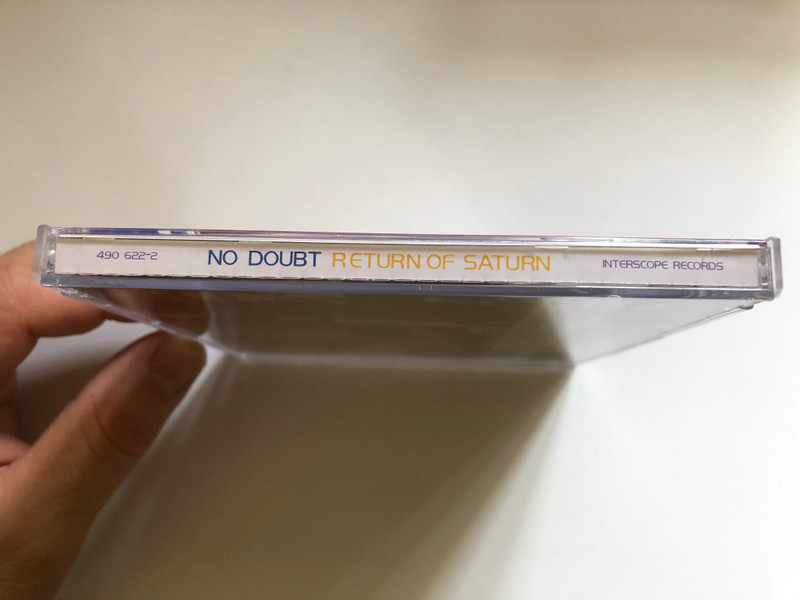 490 622-2 NO DOUBT RETURN OF SATURN INTERSCOPE RECORDS